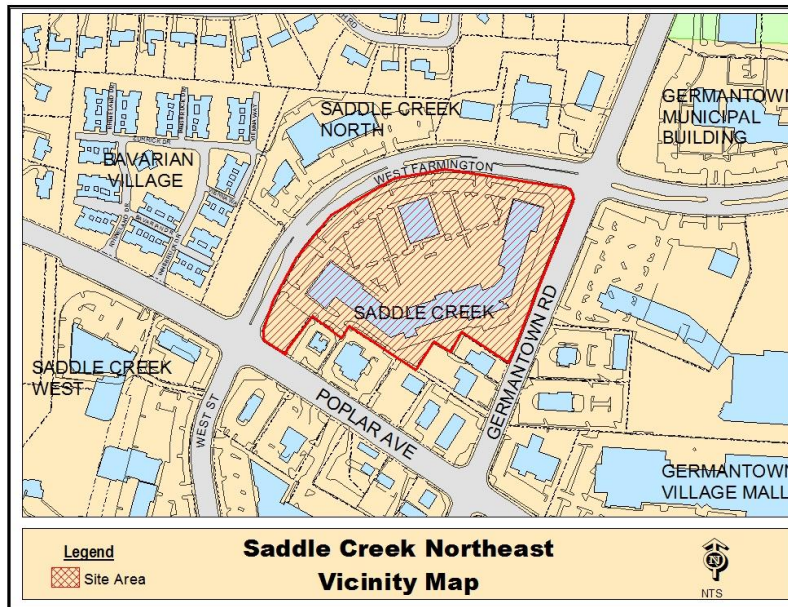 SADDLE CREEK
NORTH
GERMANTOWN
MUNICIPAL
BUILDING
BAVARIAN
VILLAGE
WEST FARMINGTON
SADDLE CREEK
SADDLE CREEK
WEST
WEST ST
POPLAR AVE
GERMANTOWN RD
GERMANTOWN
VILLAGE MALL
Legend
Site Area
Saddle Creek Northeast
Vicinity Map
N
NTS